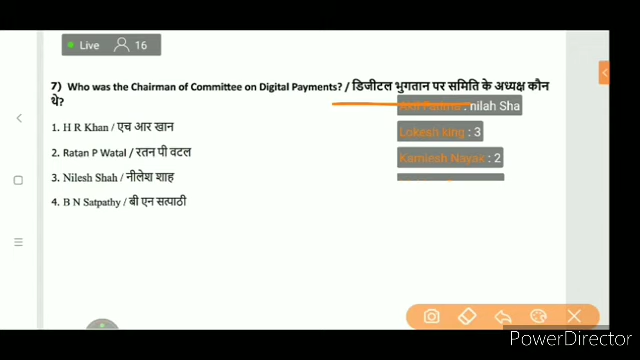 Live 16
7) Who was the Chairman of Committee on Digital Payments? / डिजीटल भुगतान पर समिति के अध्यक्ष कौन
थे?
: nilah Sha
1. H R Khan / एच आर खान
Lokesh king : 3
2. Ratan P Watal / रतन पी वटल
Kamlesh Nayak : 2
3. Nilesh Shah / नीलेश शाह
4. B N Satpathy / बी एन सत्पाठी
PowerDirector